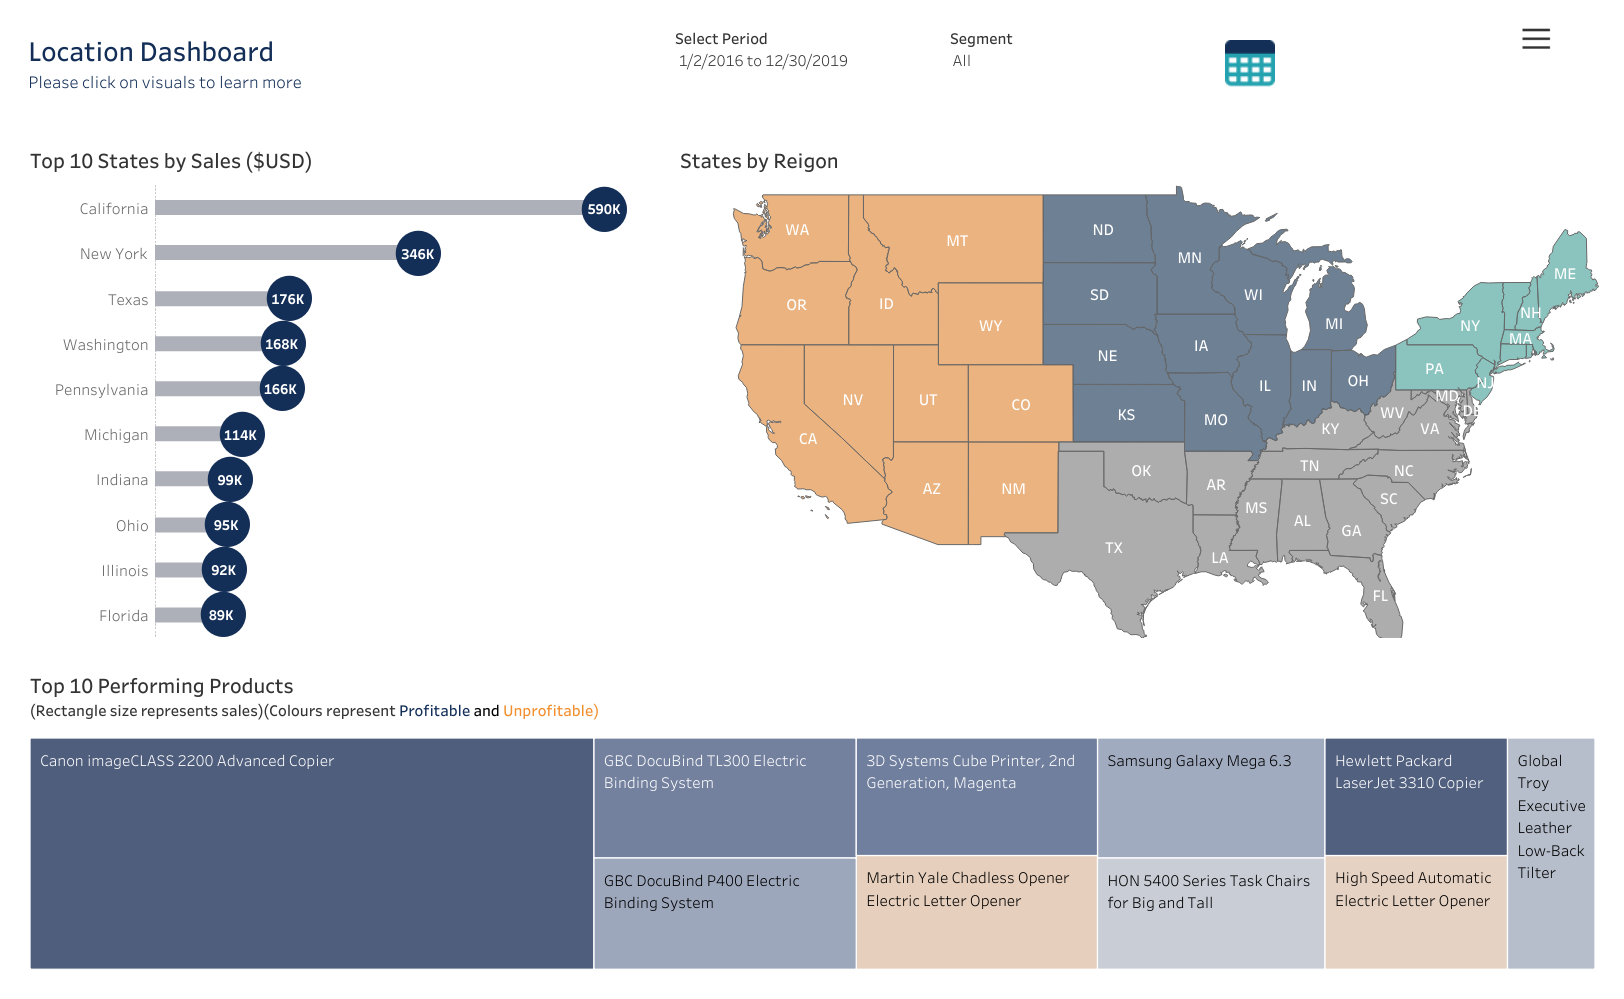 Location Dashboard
Please click on visuals to learn more
Select Period
1/2/2016 to 12/30/2019
Segment
All
Top 10 States by Sales ($USD)
California 590K
New York 346K
Texas 176K
Washington 168K
Pennsylvania 166K
Michigan 114K
Indiana 99K
Ohio 95K
Illinois 92K
Florida 89K
States by Reigon
WA
MT
ND
MN
ME
OR
ID
WY
SD
WI
MI
NY
NH
MA
NV
UT
CO
NE
IA
IL
IN
OH
PA
NJ
CA
KS
MO
KY
WV
MD
DE
VA
AZ
NM
OK
AR
TN
NC
SC
MS
AL
GA
TX
LA
FL
Top 10 Performing Products
(Rectangle size represents sales)(Colours represent Profitable and Unprofitable)
Canon imageCLASS 2200 Advanced Copier
GBC DocuBind TL300 Electric
Binding System
GBC DocuBind P400 Electric
Binding System
3D Systems Cube Printer, 2nd
Generation, Magenta
Martin Yale Chadless Opener
Electric Letter Opener
Samsung Galaxy Mega 6.3
HON 5400 Series Task Chairs
for Big and Tall
Hewlett Packard
LaserJet 3310 Copier
High Speed Automatic
Electric Letter Opener
Global
Troy
Executive
Leather
Low-Back
Tilter